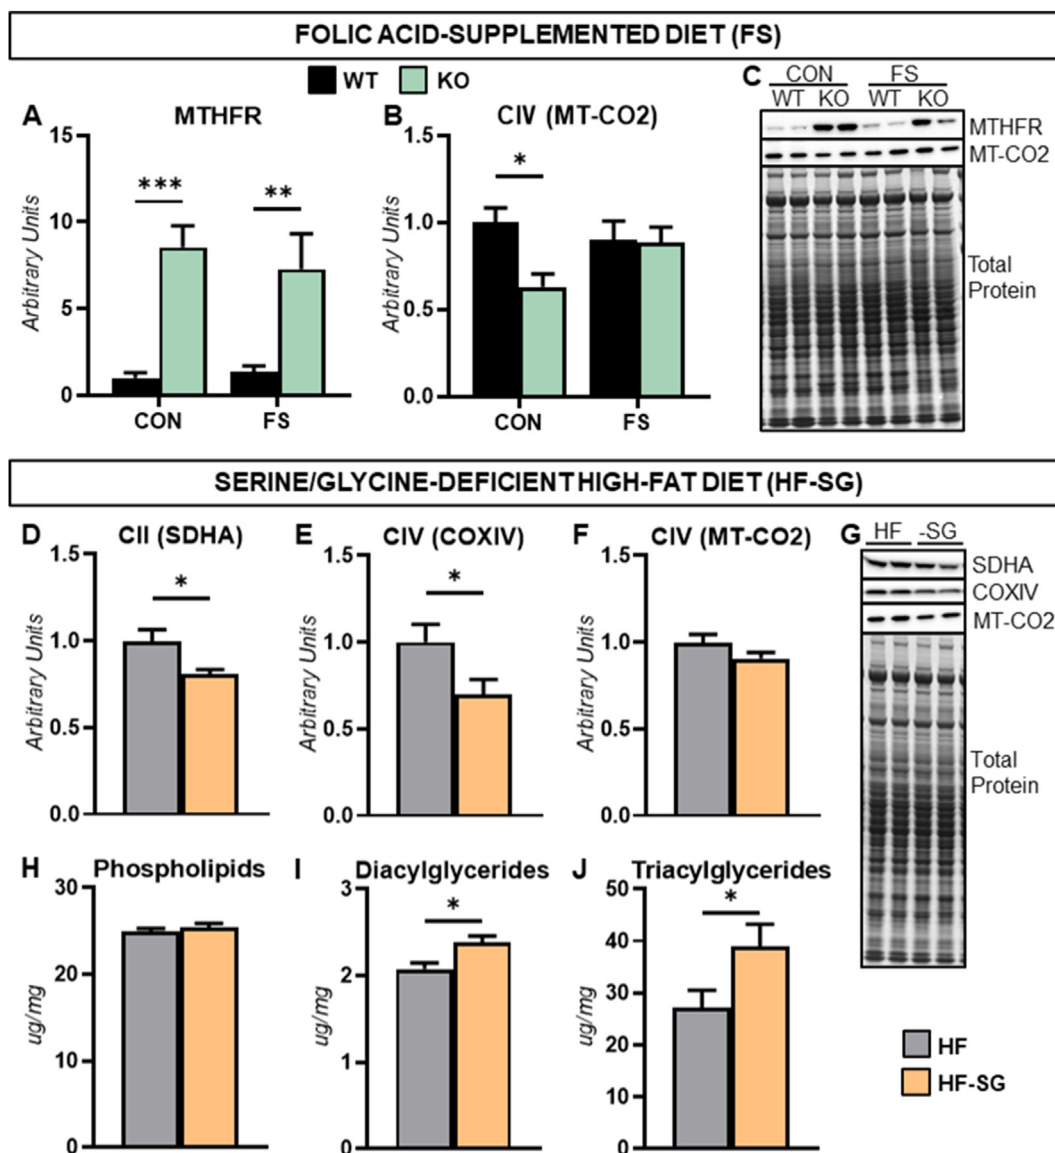 FOLIC ACID-SUPPLEMENTED DIET (FS)
WT KO
A MTHFR
Arbitrary Units
15
10
5
0
*** **
CON FS
B CIV (MT-CO2)
Arbitrary Units
1.5
1.0
0.5
0.0
*
CON FS
C CON FS
WT KO WT KO
MTHFR
MT-CO2
Total
Protein
SERINE/GLYCINE-DEFICIENT HIGH-FAT DIET (HF-SG)
D CII (SDHA)
Arbitrary Units
1.5
1.0
0.5
0.0
*
E CIV (COXIV)
Arbitrary Units
1.5
1.0
0.5
0.0
*
F CIV (MT-CO2)
Arbitrary Units
1.5
1.0
0.5
0.0
G HF -SG
SDHA
COXIV
MT-CO2
Total
Protein
H Phospholipids
ug/mg
30
20
10
0
I Diacylglycerides
ug/mg
3
2
1
0
*
J Triacylglycerides
ug/mg
50
40
30
20
10
0
*
HF
HF-SG